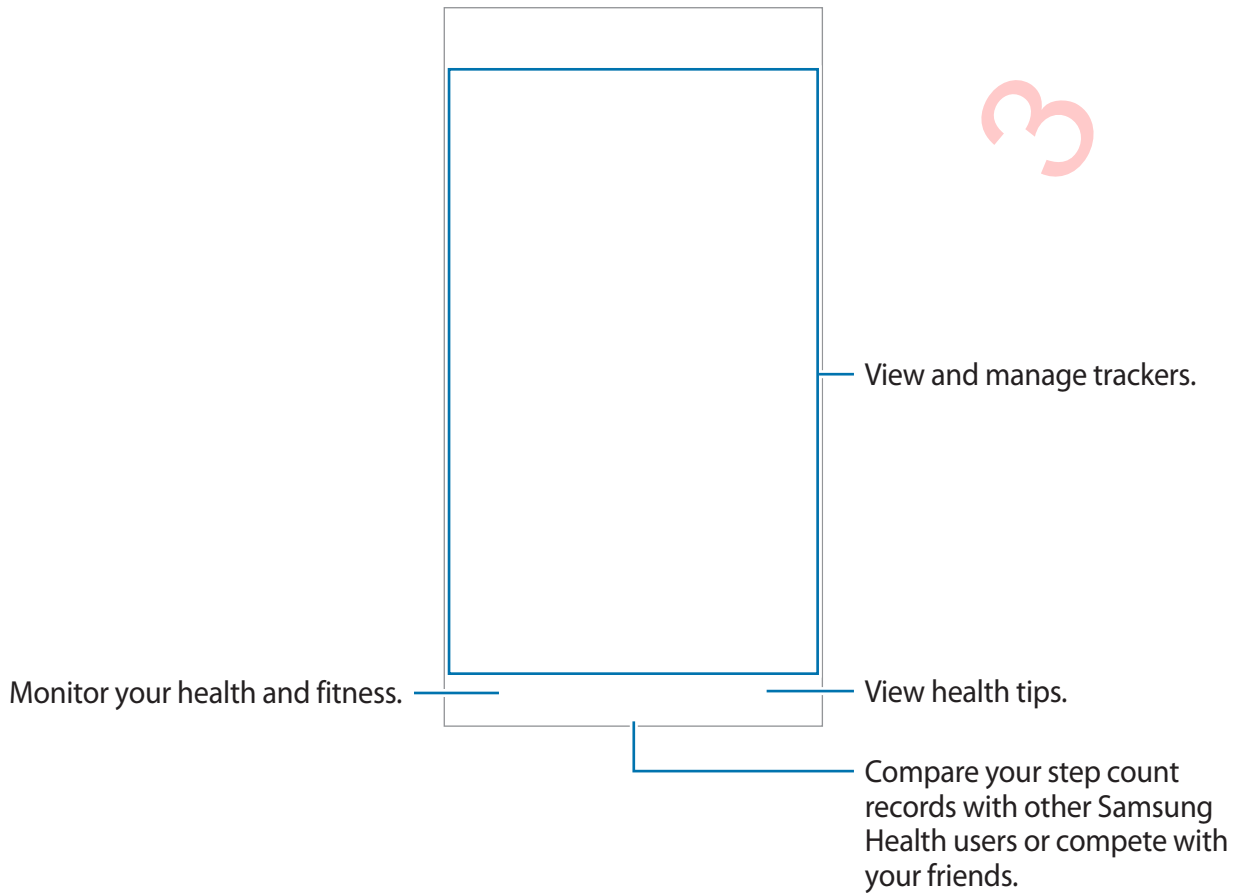 3
View and manage trackers.
Monitor your health and fitness.
View health tips.
Compare your step count
records with other Samsung
Health users or compete with
your friends.